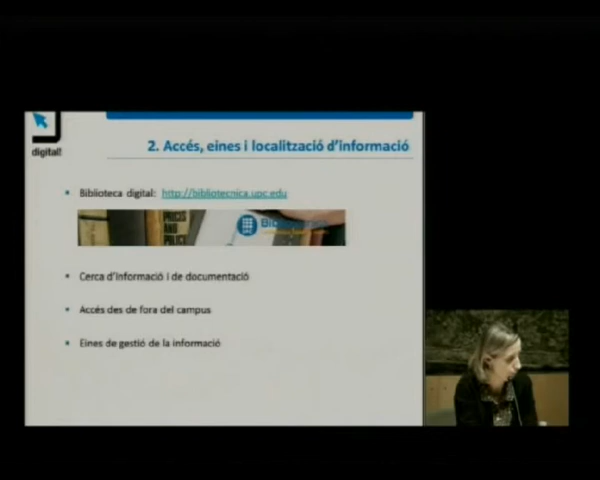 digital!
2. Accés, eines i localització d'informació
Biblioteca digital: http://bibliotecnica.upc.edu
UPC
Cerca d'informació i de documentació
Accés des de fora del campus
Eines de gestió de la informació